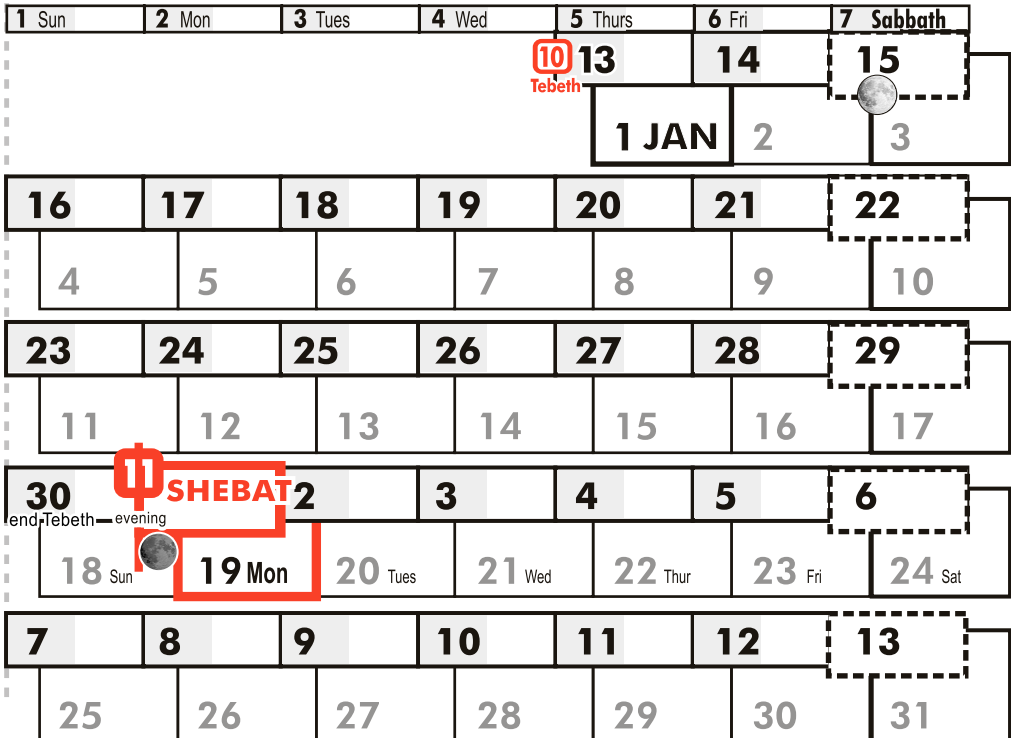 1 Sun 2 Mon 3 Tues 4 Wed 5 Thurs 6 Fri 7 Sabbath
10 13 14 15
Tebeth
1 JAN 2 3
16 17 18 19 20 21 22
4 5 6 7 8 9 10
23 24 25 26 27 28 29
11 12 13 14 15 16 17
30 11 SHEBAT 2 3 4 5 6
end Tebeth evening
18 Sun 19 Mon 20 Tues 21 Wed 22 Thur 23 Fri 24 Sat
7 8 9 10 11 12 13
25 26 27 28 29 30 31